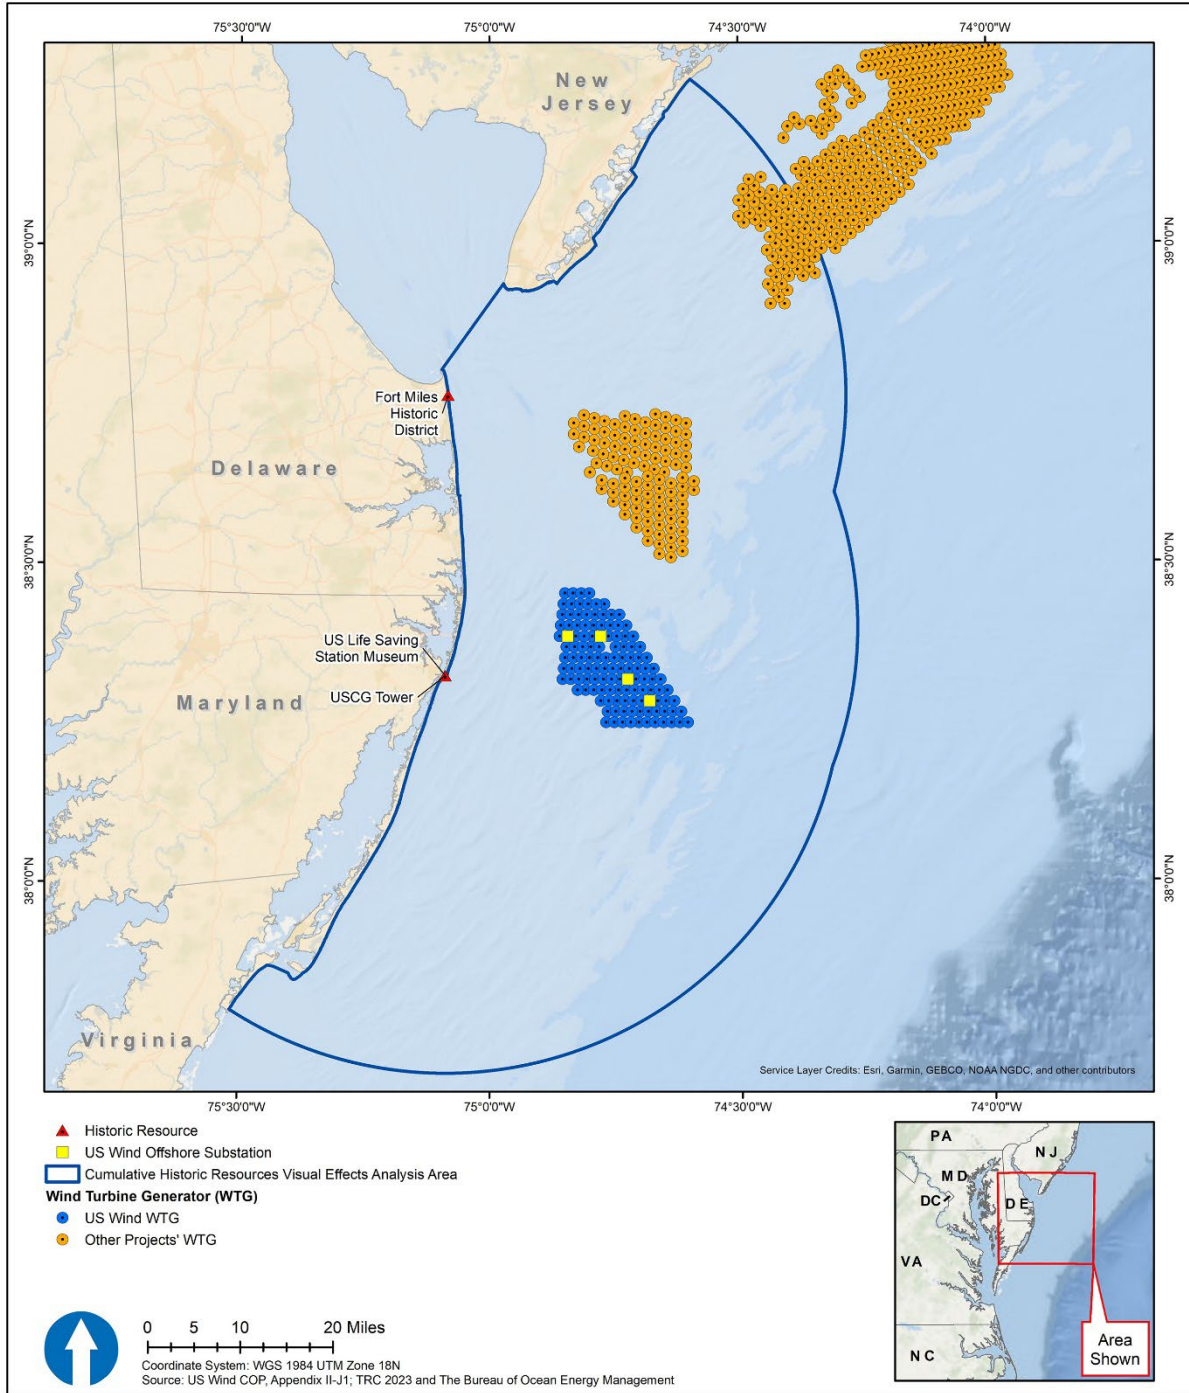 75°30'0"W 75°0'0"W 74°30'0"W 74°0'0"W
New
Jersey
39°0'0"N
39°0'0"N
Fort Miles
Historic
District
Delaware
38°30'0"N
38°30'0"N
US Life Saving
Station Museum
USCG Tower
Maryland
38°0'0"N
38°0'0"N
Virginia
Service Layer Credits: Esri, Garmin, GEBCO, NOAA NGDC, and other contributors
75°30'0"W 75°0'0"W 74°30'0"W 74°0'0"W
Historic Resource
US Wind Offshore Substation
Cumulative Historic Resources Visual Effects Analysis Area
Wind Turbine Generator (WTG)
US Wind WTG
Other Projects' WTG
0 5 10 20 Miles
Coordinate System: WGS 1984 UTM Zone 18N
Source: US Wind COP, Appendix II-J1; TRC 2023 and The Bureau of Ocean Energy Management
PA
NJ
MD
DC
DE
VA
NC
Area
Shown